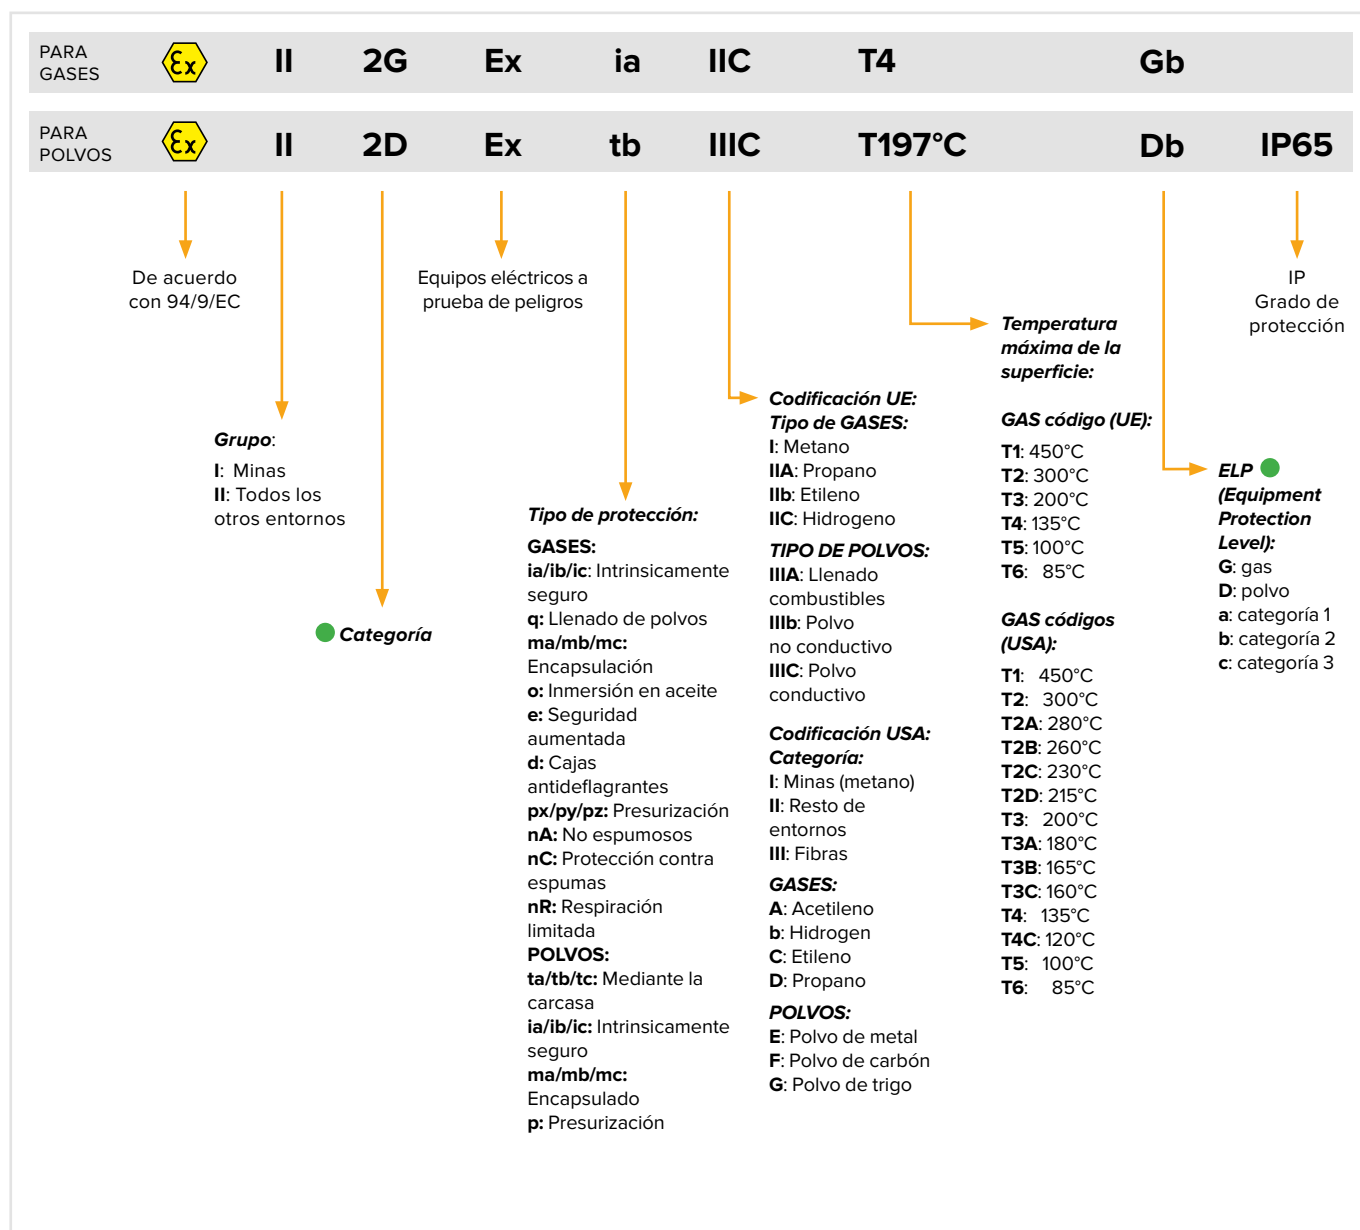 PARA
GASES
Ex II 2G Ex ia IIC T4 Gb
PARA
POLVOS
Ex II 2D Ex tb IIIC T197°C Db IP65
De acuerdo
con 94/9/EC
Equipos eléctricos a
prueba de peligros
IP
Grado de
protección
Grupo:
I: Minas
II: Todos los
otros entornos
Categoría
Tipo de protección:
GASES:
ia/ib/ic: Intrinsicamente
seguro
q: Llenado de polvos
ma/mb/mc:
Encapsulación
o: Inmersión en aceite
e: Seguridad
aumentada
d: Cajas
antideflagrantes
px/py/pz: Presurización
nA: No espumosos
nC: Protección contra
espumas
nR: Respiración
limitada
POLVOS:
ta/tb/tc: Mediante la
carcasa
ia/ib/ic: Intrinsicamente
seguro
ma/mb/mc:
Encapsulado
p: Presurización
Codificación UE:
Tipo de GASES:
I: Metano
IIA: Propano
IIb: Etileno
IIC: Hidrogeno
TIPO DE POLVOS:
IIIA: Llenado
combustibles
IIIb: Polvo
no conductivo
IIIC: Polvo
conductivo
Codificación USA:
Categoría:
I: Minas (metano)
II: Resto de
entornos
III: Fibras
GASES:
A: Acetileno
b: Hidrogen
C: Etileno
D: Propano
POLVOS:
E: Polvo de metal
F: Polvo de carbón
G: Polvo de trigo
Temperatura
máxima de la
superficie:
GAS código (UE):
T1: 450°C
T2: 300°C
T3: 200°C
T4: 135°C
T5: 100°C
T6: 85°C
GAS códigos
(USA):
T1: 450°C
T2: 300°C
T2A: 280°C
T2B: 260°C
T2C: 230°C
T2D: 215°C
T3: 200°C
T3A: 180°C
T3B: 165°C
T3C: 160°C
T4: 135°C
T4C: 120°C
T5: 100°C
T6: 85°C
ELP
(Equipment
Protection
Level):
G: gas
D: polvo
a: categoría 1
b: categoría 2
c: categoría 3